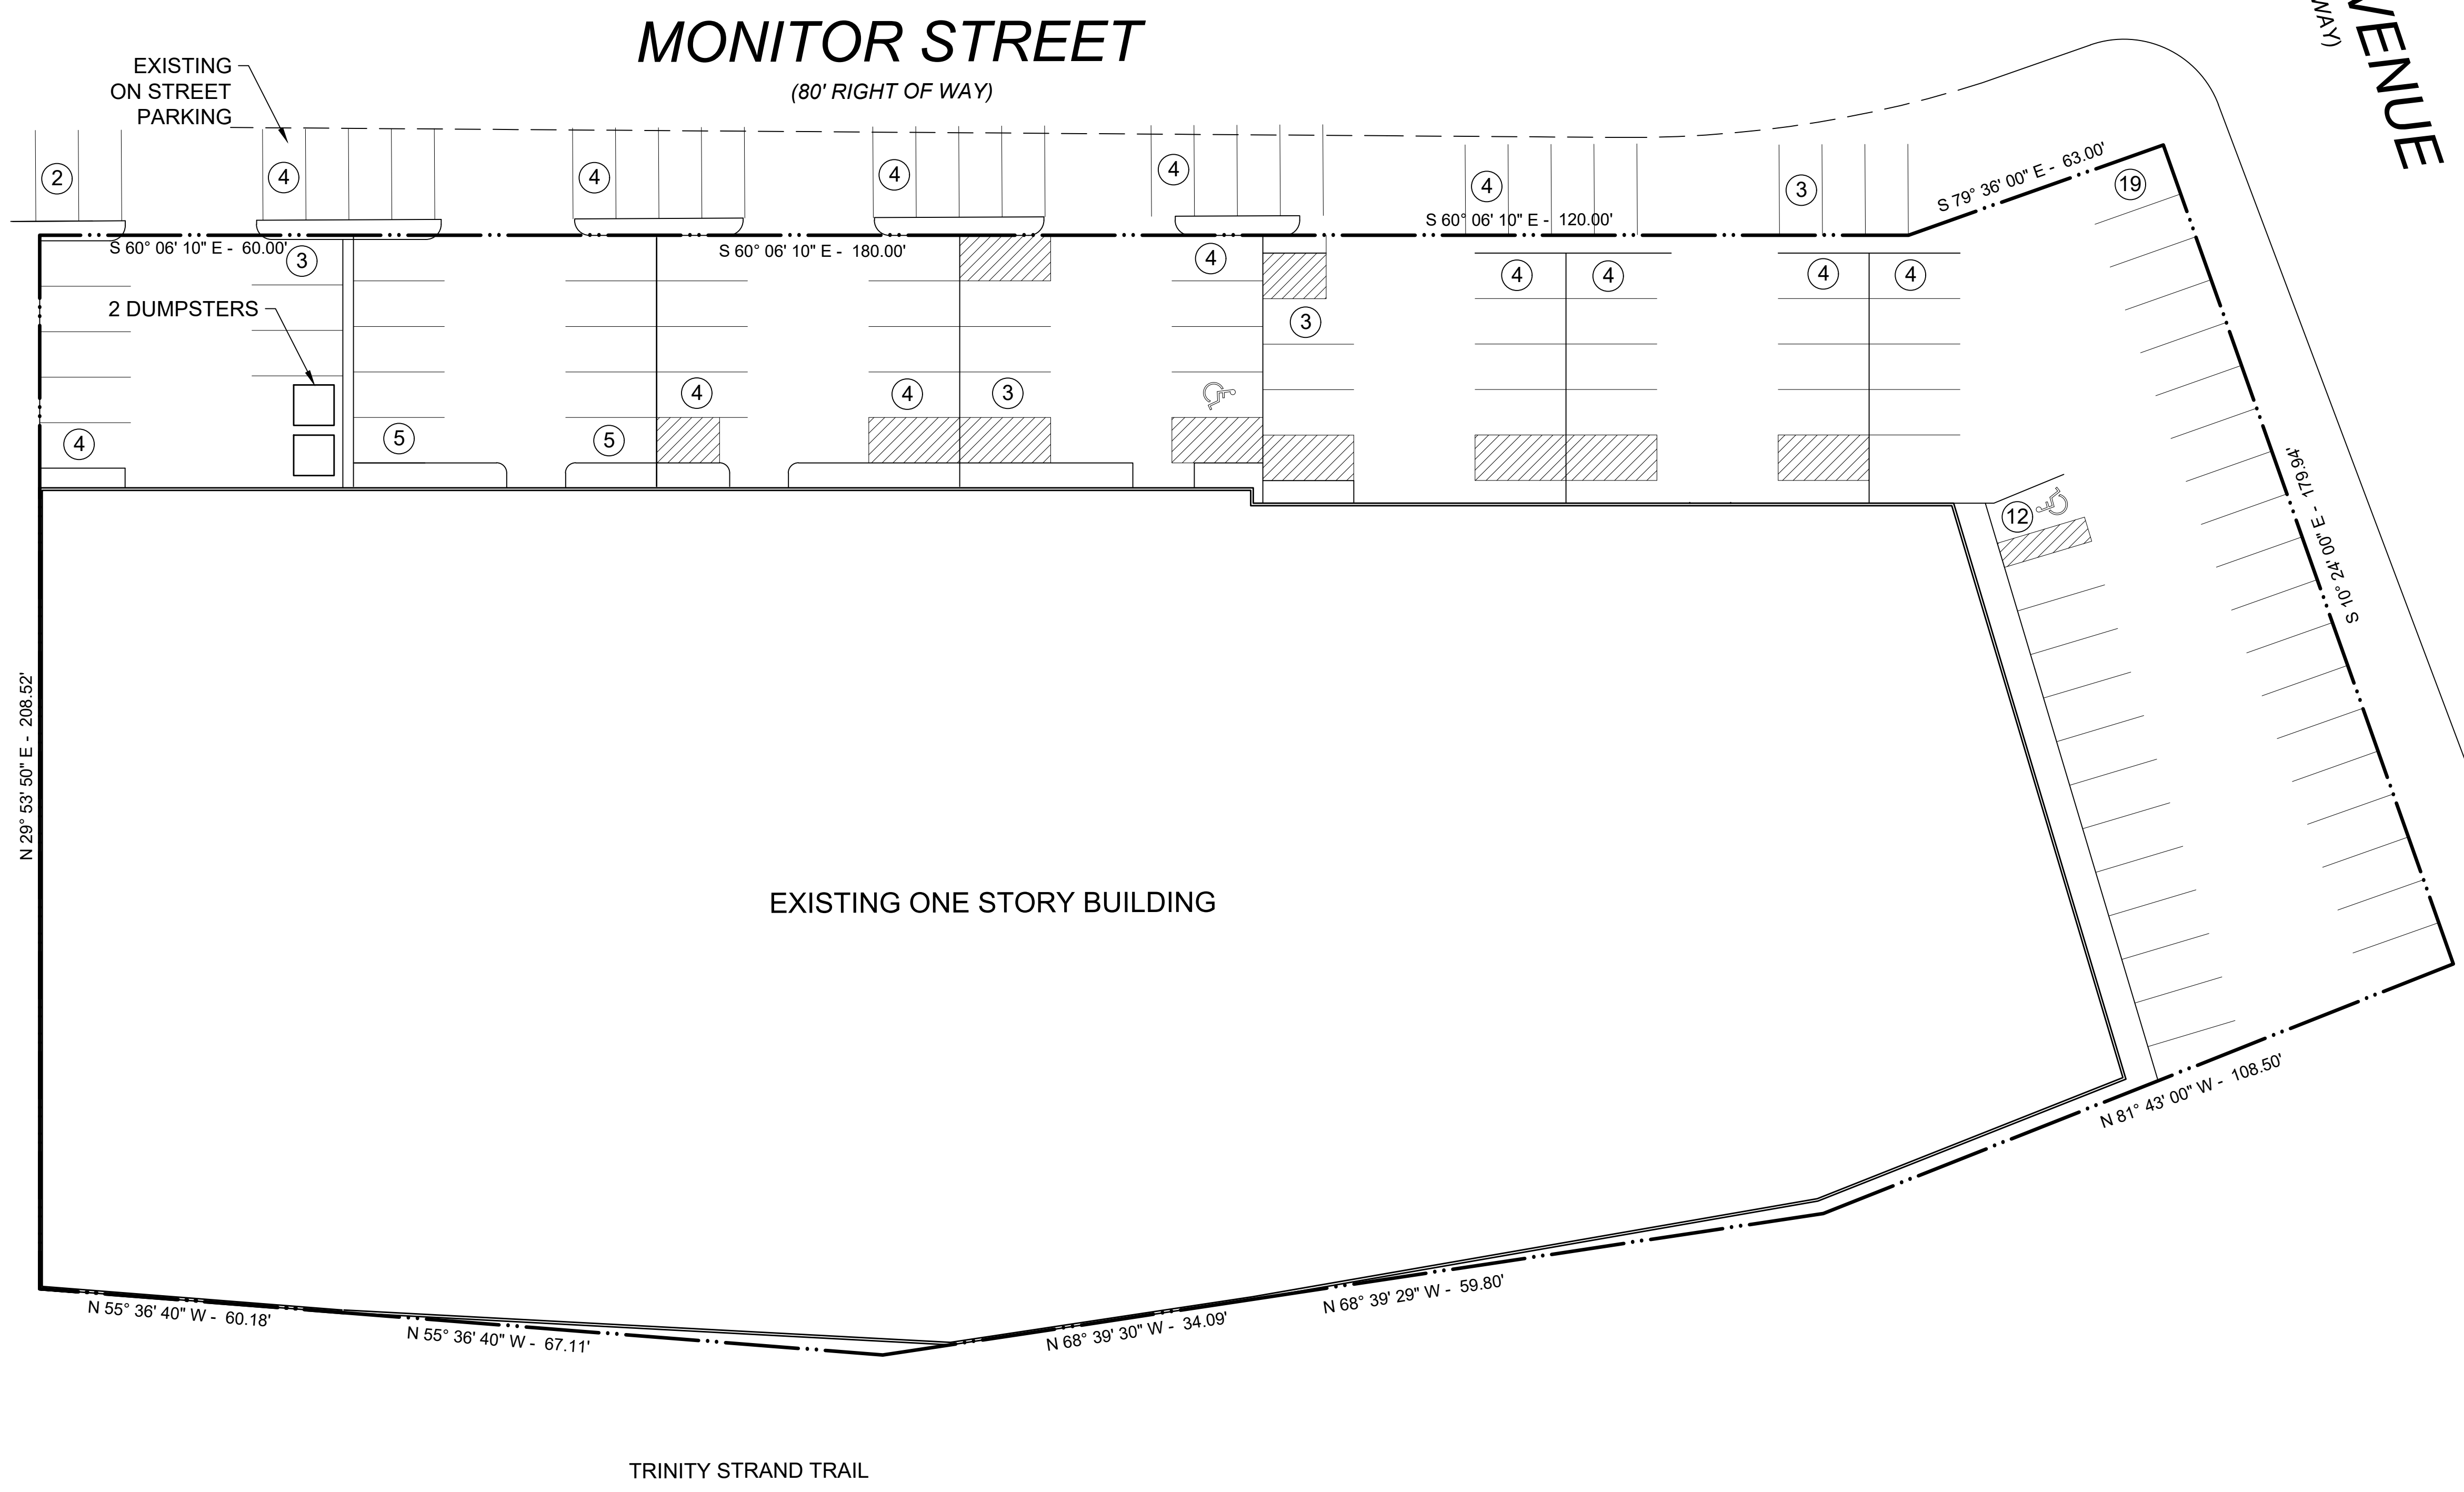 MONITOR STREET
(80' RIGHT OF WAY)
WAY)
VENUE
EXISTING
ON STREET
PARKING
2
4
4
4
4
4
3
S 79° 36' 00" E - 63.00'
19
S 60° 06' 10" E - 60.00'
3
S 60° 06' 10" E - 180.00'
4
S 60° 06' 10" E - 120.00'
4
4
4
4
2 DUMPSTERS
3
4
5
5
4
4
3
12
S 10° 24' 00" E - 179.94'
N 29° 53' 50" E - 208.52'
EXISTING ONE STORY BUILDING
N 81° 43' 00" W - 108.50'
N 68° 39' 29" W - 59.80'
N 68° 39' 30" W - 34.09'
N 55° 36' 40" W - 60.18'
N 55° 36' 40" W - 67.11'
TRINITY STRAND TRAIL